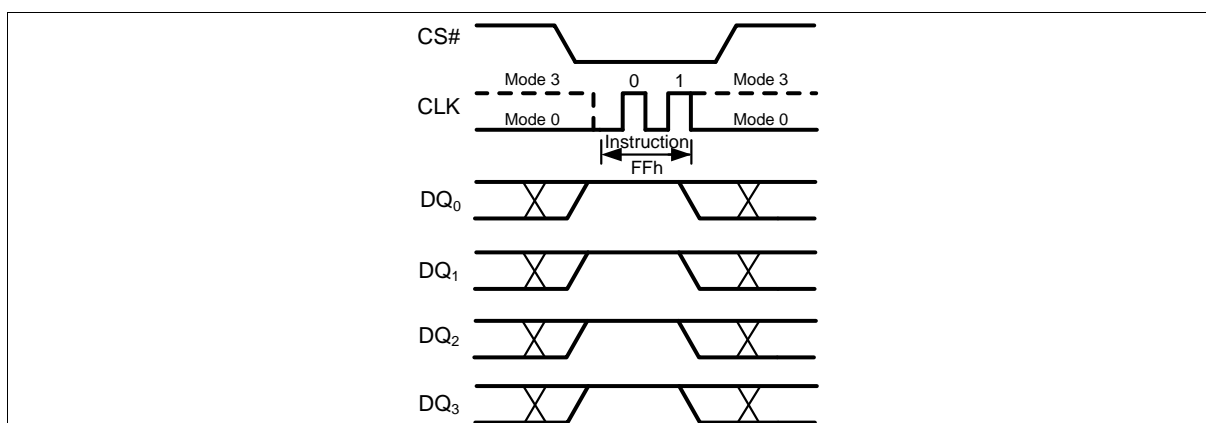 CS#
Mode 3 0 1 Mode 3
CLK
Mode 0 Mode 0
Instruction
FFh
DQ₀
DQ₁
DQ₂
DQ₃